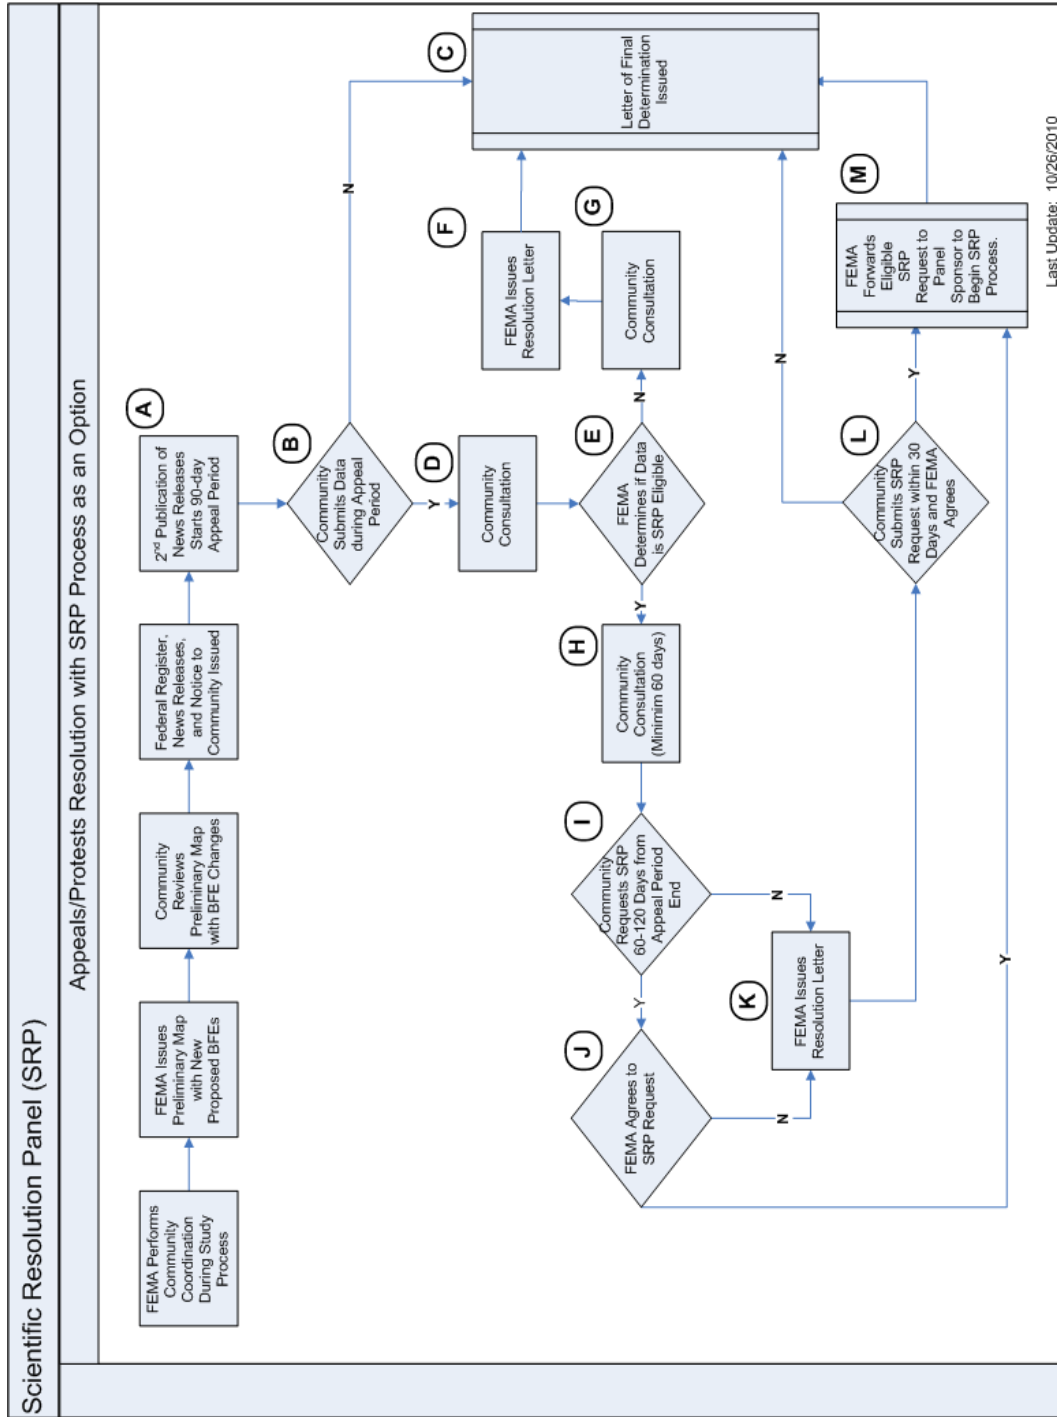 Scientific Resolution Panel (SRP)
Appeals/Protests Resolution with SRP Process as an Option
FEMA Performs
Community
Coordination
During Study
Process
FEMA Issues
Preliminary Map
with New
Proposed BFEs
Community
Reviews
Preliminary Map
with BFE Changes
Federal Register,
News Releases,
and Notice to
Community Issued
A
2nd Publication of
News Releases
Starts 90-day
Appeal Period
B
Community
Submits Data
during Appeal
Period
N
Y
C
Letter of Final
Determination
Issued
D
Community
Consultation
E
FEMA
Determines if Data
is SRP Eligible
N
Y
F
FEMA Issues
Resolution Letter
G
Community
Consultation
H
Community
Consultation
(Minimim 60 days)
I
Community
Requests SRP
60-120 Days from
Appeal Period
End
N
Y
J
FEMA Agrees to
SRP Request
N
Y
K
FEMA Issues
Resolution Letter
L
Community
Submits SRP
Request within 30
Days and FEMA
Agrees
N
Y
M
FEMA
Forwards
Eligible
SRP
Request to
Panel
Sponsor to
Begin SRP
Process.
Last Update: 10/26/2010